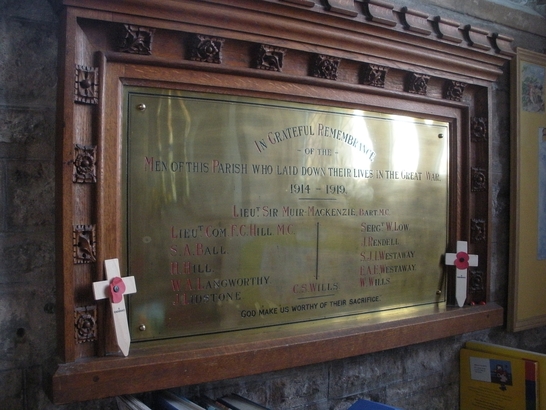 IN GRATEFUL REMEMBRANCE
- OF THE -
MEN OF THIS PARISH WHO LAID DOWN THEIR LIVES IN THE GREAT WAR
1914 - 1919.
LIEUT SIR MUIR MACKENZIE, BART M.C.
LIEUT COM F.C. HILL M.C.
S.A. BALL.
H. HILL
LANGWORTHY
LIDSTONE
SERGT W. LOW
J. RENDELL
S.J. WESTAWAY
WESTAWAY
W. WILLS.
C.S. WILLS
GOD MAKE US WORTHY OF THEIR SACRIFICE.